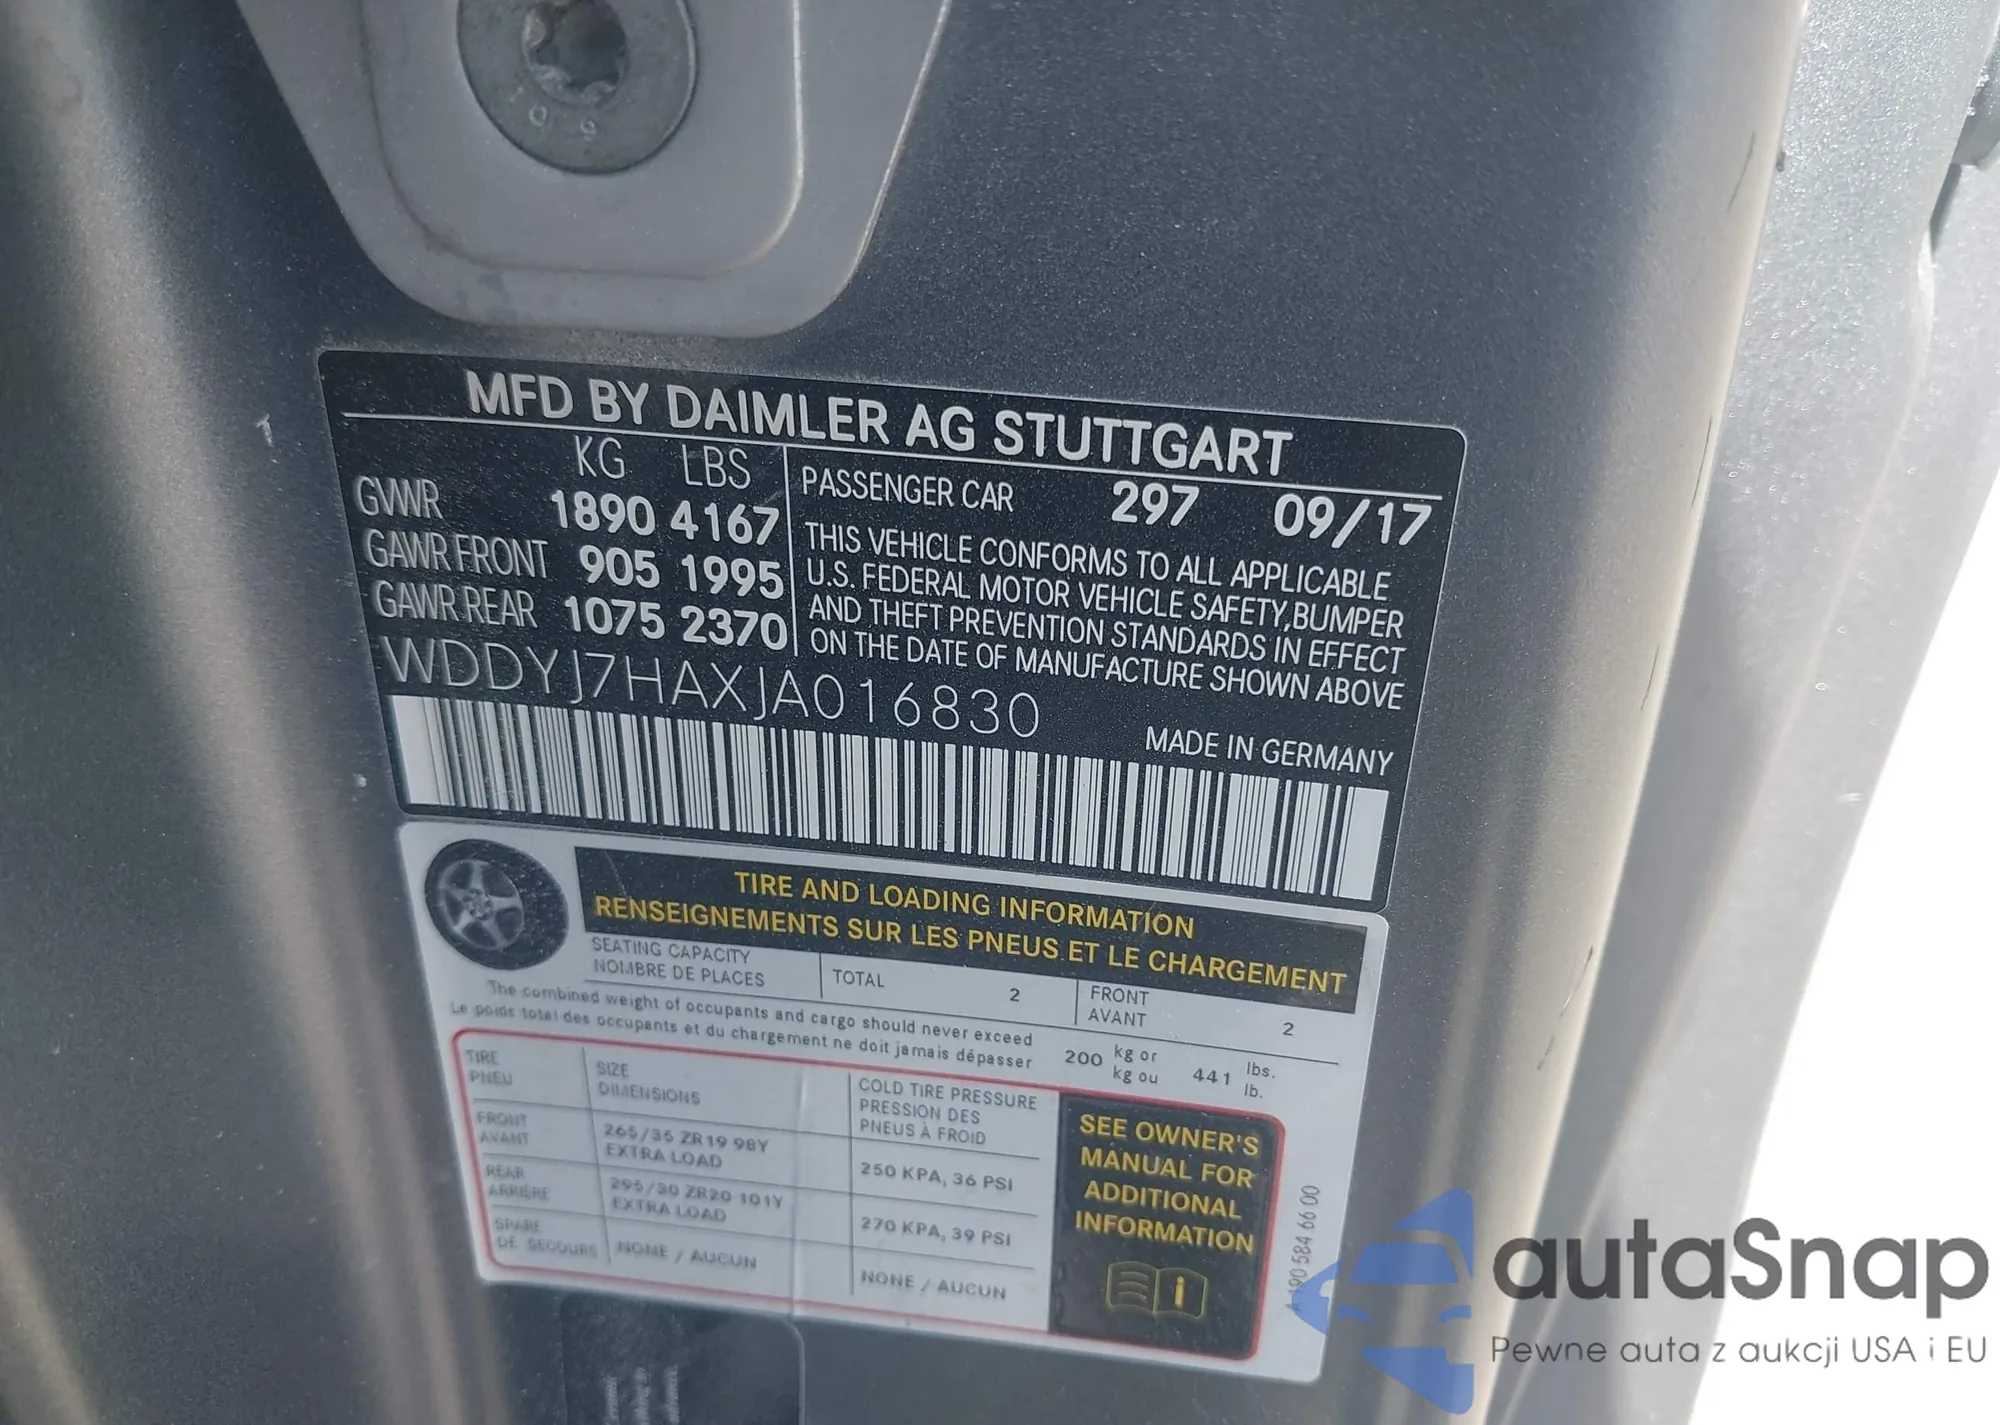 MFD BY DAIMLER AG STUTTGART
KG LBS
GVWR 1890 4167
GAWR FRONT 905 1995
GAWR REAR 1075 2370
PASSENGER CAR 297 09/17
THIS VEHICLE CONFORMS TO ALL APPLICABLE
U.S. FEDERAL MOTOR VEHICLE SAFETY, BUMPER
AND THEFT PREVENTION STANDARDS IN EFFECT
ON THE DATE OF MANUFACTURE SHOWN ABOVE
WDDYJ7HAXJA016830
MADE IN GERMANY
TIRE AND LOADING INFORMATION
RENSEIGNEMENTS SUR LES PNEUS ET LE CHARGEMENT
SEATING CAPACITY
NOMBRE DE PLACES
TOTAL 2
FRONT
AVANT 2
The combined weight of occupants and cargo should never exceed
Le poids total des occupants et du chargement ne doit jamais dépasser
200 kg or
kg ou
441 lbs.
lb.
TIRE
PNEU
SIZE
DIMENSIONS
COLD TIRE PRESSURE
PRESSION DES
PNEUS À FROID
FRONT
AVANT
265/35 ZR19 98Y
EXTRA LOAD
250 KPA, 36 PSI
REAR
ARRIÈRE
295/30 ZR20 101Y
EXTRA LOAD
270 KPA, 39 PSI
SPARE
DE SECOURS
NONE / AUCUN
NONE / AUCUN
SEE OWNER'S
MANUAL FOR
ADDITIONAL
INFORMATION
A 190 584 66 00
autaSnap
Pewne auta z aukcji USA i EU